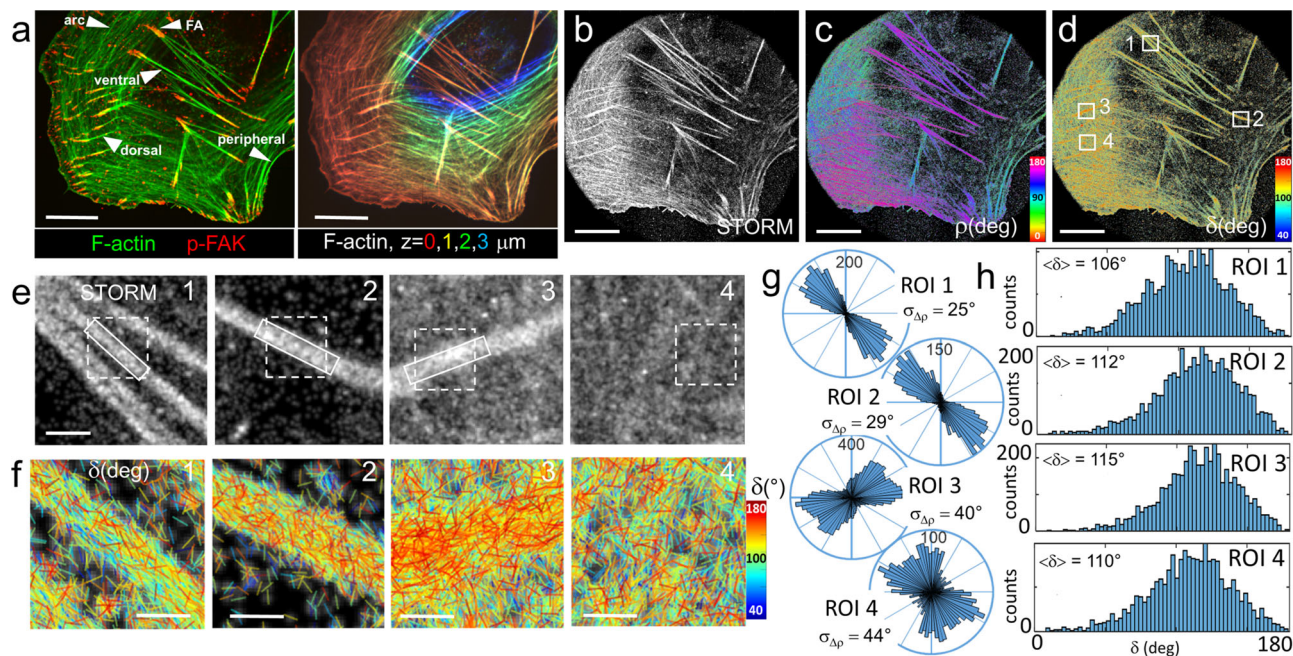 a
arc
FA
ventral
dorsal
peripheral
F-actin p-FAK
F-actin, z=0,1,2,3 μm
b
STORM
c
ρ(deg)
180
90
0
d
1
2
3
4
δ(deg)
180
100
40
e
STORM 1
2
3
4
f
δ(deg) 1
2
3
4
δ(°)
180
100
40
g
200
ROI 1
σΔρ = 25°
150
ROI 2
σΔρ = 29°
400
ROI 3
σΔρ = 40°
100
ROI 4
σΔρ = 44°
h
<δ> = 106° ROI 1
counts
0
200
<δ> = 112° ROI 2
counts
0
200
<δ> = 115° ROI 3
counts
0
<δ> = 110° ROI 4
counts
0
0 δ (deg) 180